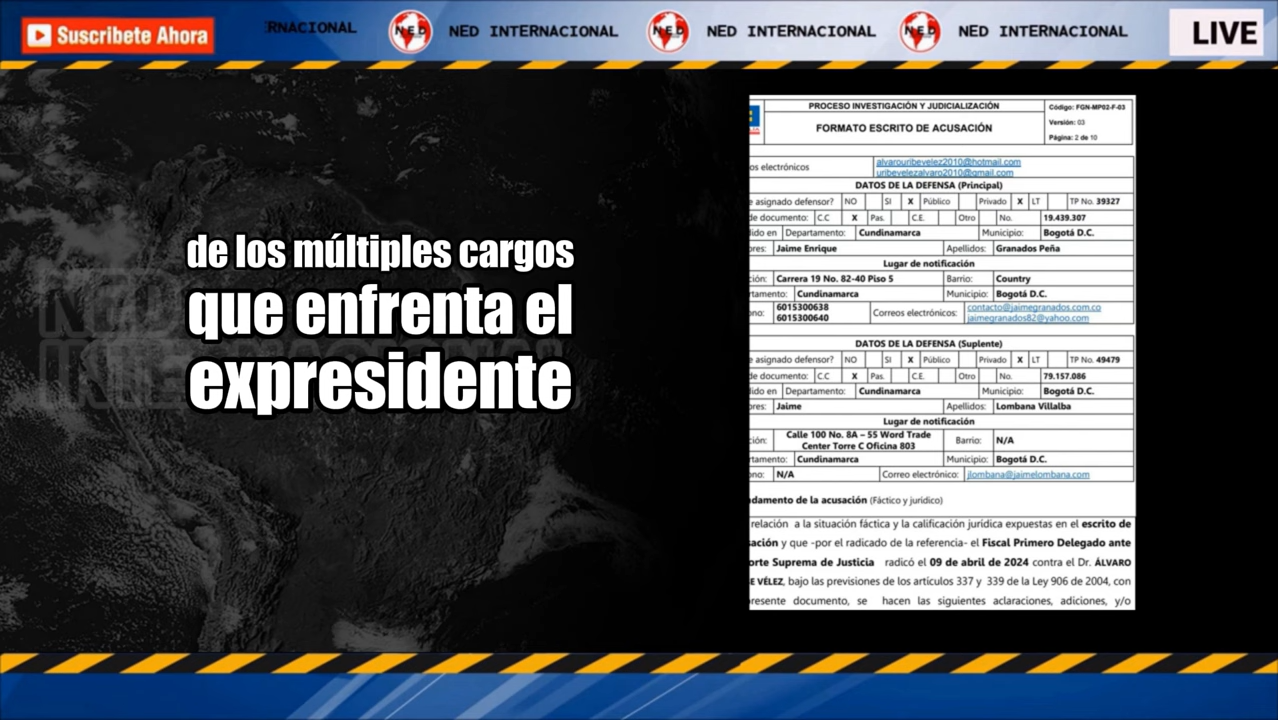 Suscribete Ahora
RNACIONAL
NED
NED INTERNACIONAL
NED
NED INTERNACIONAL
NED
NED INTERNACIONAL
LIVE
de los múltiples cargos
que enfrenta el
expresidente
PROCESO INVESTIGACIÓN Y JUDICIALIZACIÓN
FORMATO ESCRITO DE ACUSACIÓN
Código: FGN-MP02-F-03
Versión: 03
Página: 2 de 10
os electrónicos
alvarouribevelez2010@hotmail.com
uribevelezalvaro2010@gmail.com
DATOS DE LA DEFENSA (Principal)
e asignado defensor? NO SI X Público Privado X LT TP No. 39327
de documento: C.C X Pas. C.E. Otro No. 19.439.307
dido en Departamento: Cundinamarca Municipio: Bogotá D.C.
res: Jaime Enrique Apellidos: Granados Peña
Lugar de notificación
ción: Carrera 19 No. 82-40 Piso 5 Barrio: Country
rtamento: Cundinamarca Municipio: Bogotá D.C.
ono: 6015300638
6015300640
Correos electrónicos: contacto@jaimegranados.com.co
jaimegranados82@yahoo.com
DATOS DE LA DEFENSA (Suplente)
e asignado defensor? NO SI X Público Privado X LT TP No. 49479
de documento: C.C X Pas. C.E. Otro No. 79.157.086
dido en Departamento: Cundinamarca Municipio: Bogotá D.C.
res: Jaime Apellidos: Lombana Villalba
Lugar de notificación
ción: Calle 100 No. 8A – 55 Word Trade
Center Torre C Oficina 803
Barrio: N/A
rtamento: Cundinamarca Municipio: Bogotá D.C.
ono: N/A Correo electrónico: jlombana@jaimelombana.com
ndamento de la acusación (Fáctico y jurídico)
relación a la situación fáctica y la calificación jurídica expuestas en el escrito de
sación y que -por el radicado de la referencia- el Fiscal Primero Delegado ante
orte Suprema de Justicia radicó el 09 de abril de 2024 contra el Dr. ÁLVARO
E VÉLEZ, bajo las previsiones de los artículos 337 y 339 de la Ley 906 de 2004, con
resente documento, se hacen las siguientes aclaraciones, adiciones, y/o